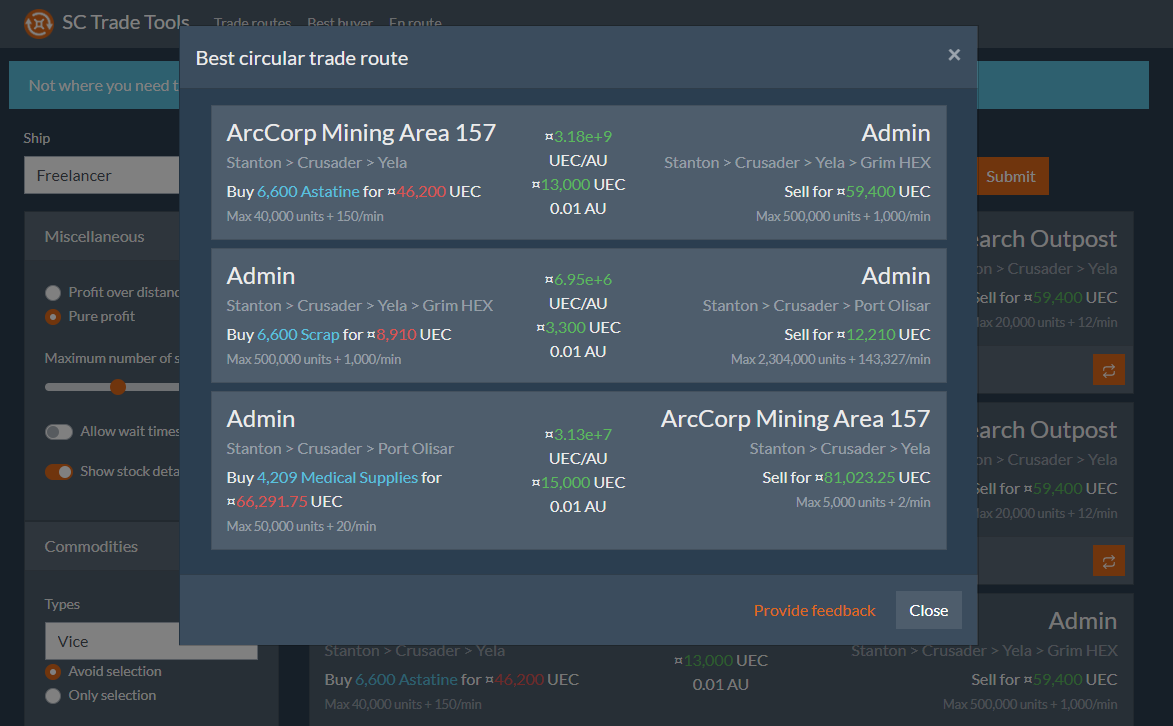 SC Trade Tools
Trade routes Best buyer En route
Best circular trade route
×
Not where you need t
Ship
Freelancer
Submit
ArcCorp Mining Area 157
Stanton > Crusader > Yela
Buy 6,600 Astatine for ¤46,200 UEC
Max 40,000 units + 150/min
¤3.18e+9
UEC/AU
¤13,000 UEC
0.01 AU
Admin
Stanton > Crusader > Yela > Grim HEX
Sell for ¤59,400 UEC
Max 500,000 units + 1,000/min
Admin
Stanton > Crusader > Yela > Grim HEX
Buy 6,600 Scrap for ¤8,910 UEC
Max 500,000 units + 1,000/min
¤6.95e+6
UEC/AU
¤3,300 UEC
0.01 AU
Admin
Stanton > Crusader > Port Olisar
Sell for ¤12,210 UEC
Max 2,304,000 units + 143,327/min
Admin
Stanton > Crusader > Port Olisar
Buy 4,209 Medical Supplies for
¤66,291.75 UEC
Max 50,000 units + 20/min
¤3.13e+7
UEC/AU
¤15,000 UEC
0.01 AU
ArcCorp Mining Area 157
Stanton > Crusader > Yela
Sell for ¤81,023.25 UEC
Max 5,000 units + 2/min
Provide feedback
Close
Miscellaneous
Profit over distanc
Pure profit
Maximum number of s
Allow wait times
Show stock deta
Commodities
Types
Vice
Avoid selection
Only selection
earch Outpost
on > Crusader > Yela
Sell for ¤59,400 UEC
Max 20,000 units + 12/min
earch Outpost
on > Crusader > Yela
Sell for ¤59,400 UEC
Max 20,000 units + 12/min
Stanton > Crusader > Yela
Buy 6,600 Astatine for ¤46,200 UEC
Max 40,000 units + 150/min
¤13,000 UEC
0.01 AU
Admin
Stanton > Crusader > Yela > Grim HEX
Sell for ¤59,400 UEC
Max 500,000 units + 1,000/min